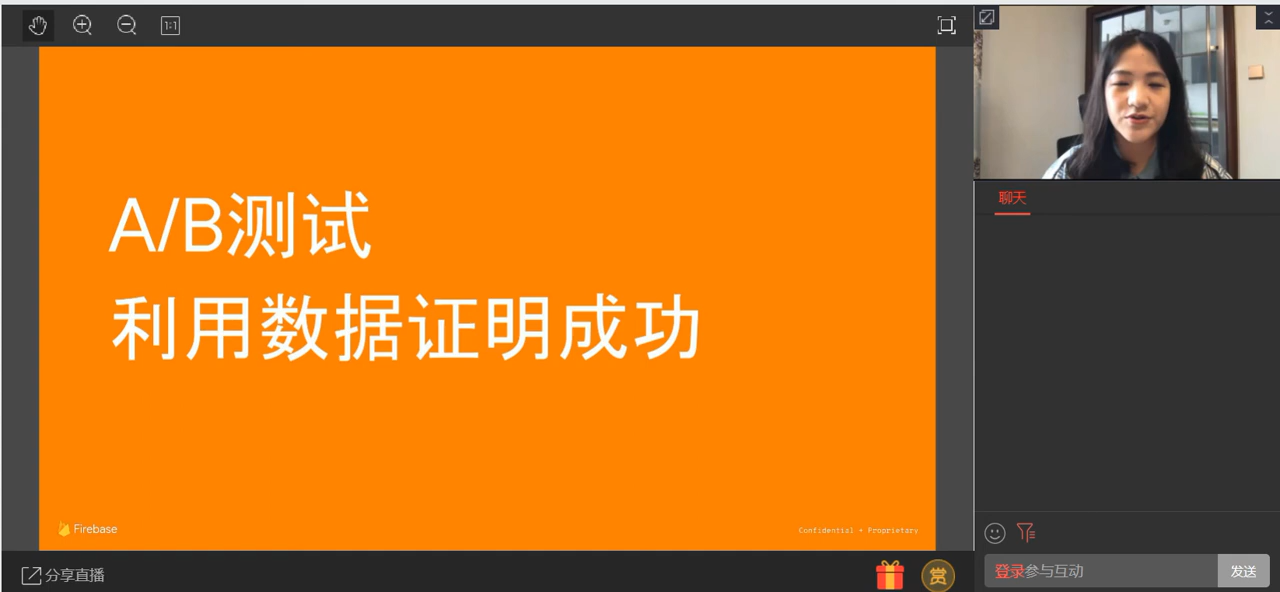 1:1
A/B测试
利用数据证明成功
Firebase
Confidential + Proprietary
聊天
分享直播
赏
登录参与互动
发送